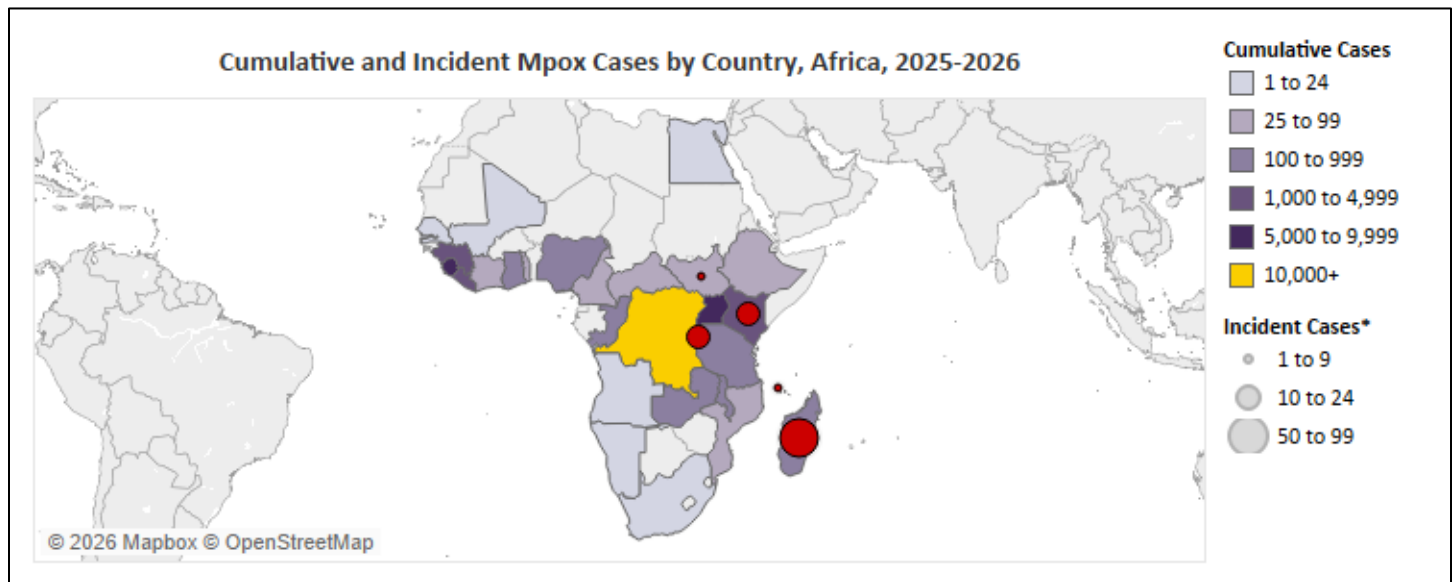 Cumulative and Incident Mpox Cases by Country, Africa, 2025-2026
Cumulative Cases
1 to 24
25 to 99
100 to 999
1,000 to 4,999
5,000 to 9,999
10,000+
Incident Cases*
1 to 9
10 to 24
50 to 99
© 2026 Mapbox © OpenStreetMap